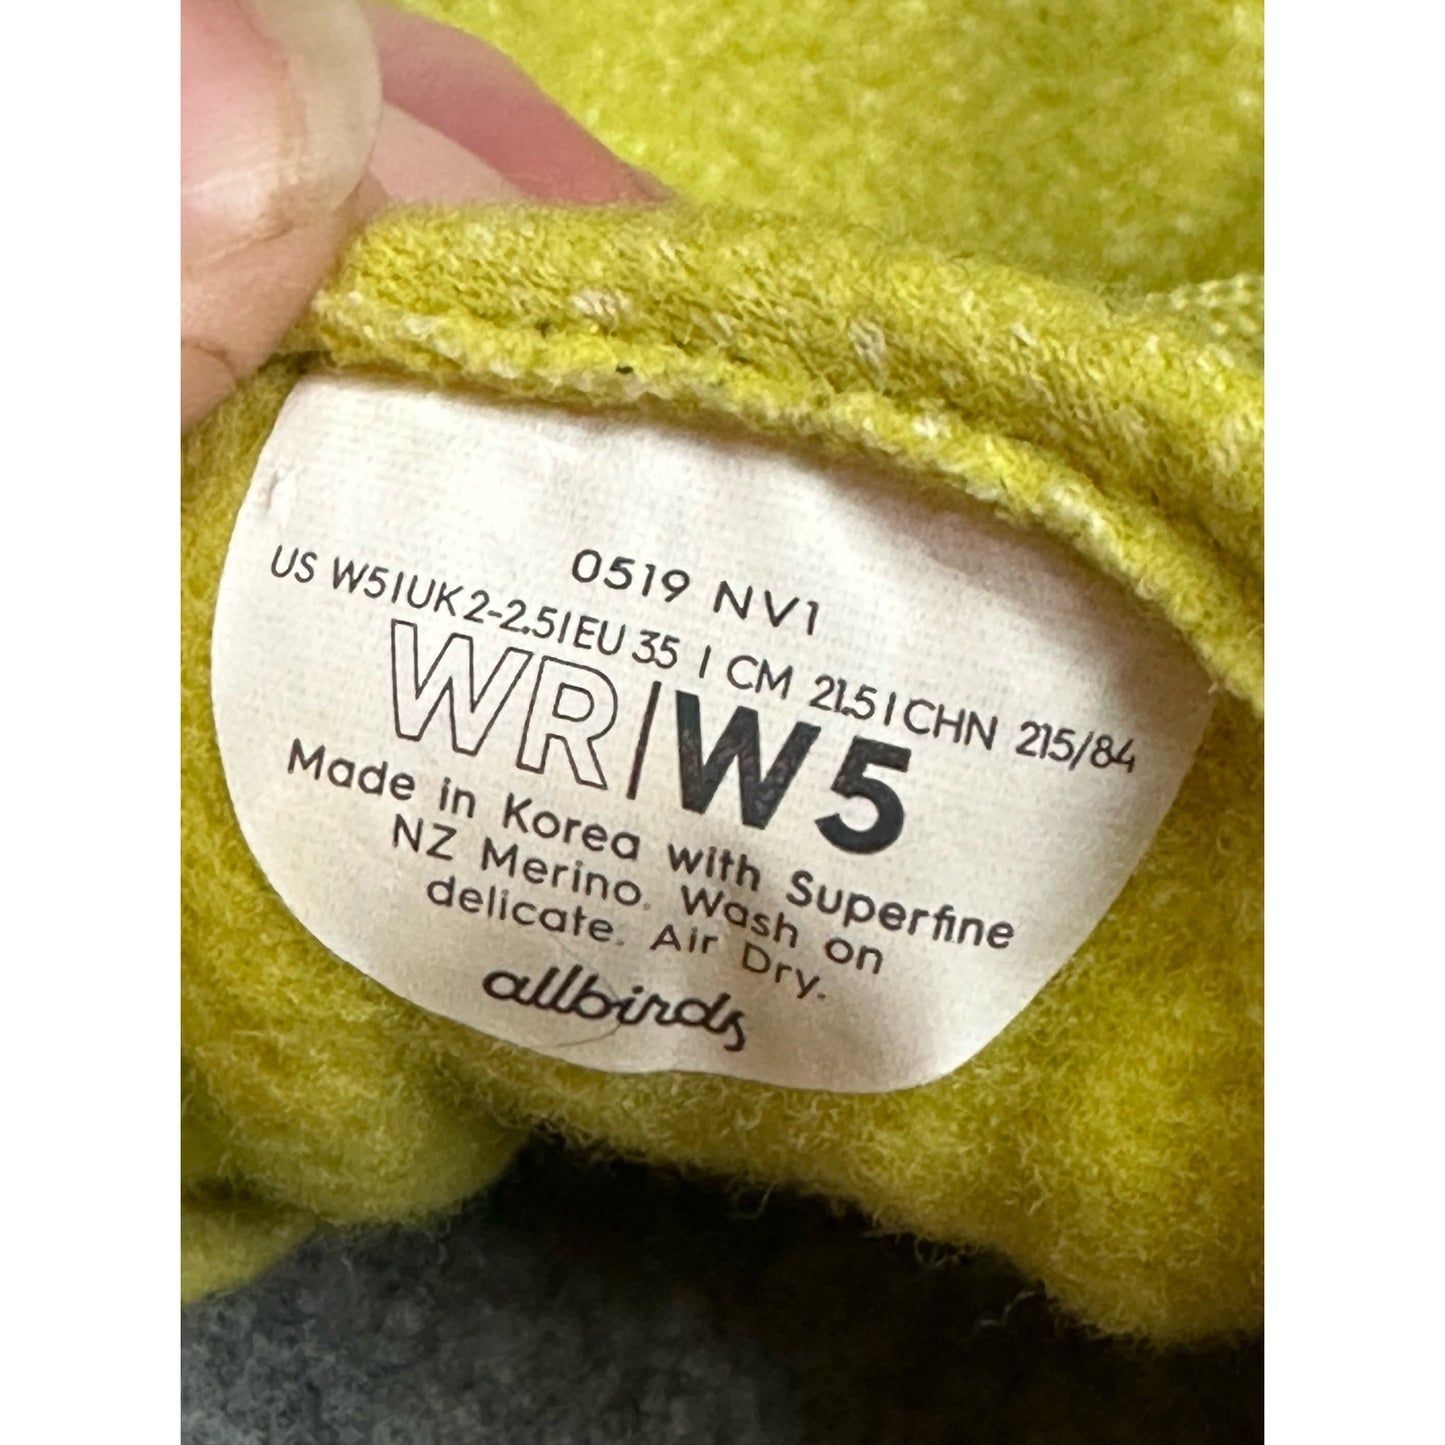 0519 NV1
US W5 | UK 2-2.5 | EU 35 | CM 21.5 | CHN 215/84
WR | W5
Made in Korea with Superfine
NZ Merino. Wash on
delicate. Air Dry.
allbirds